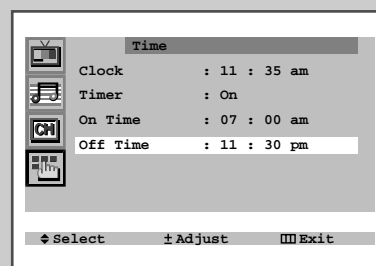 Time
Clock : 11 : 35 am
Timer : On
On Time : 07 : 00 am
Off Time : 11 : 30 pm
CH
Select ± Adjust Exit